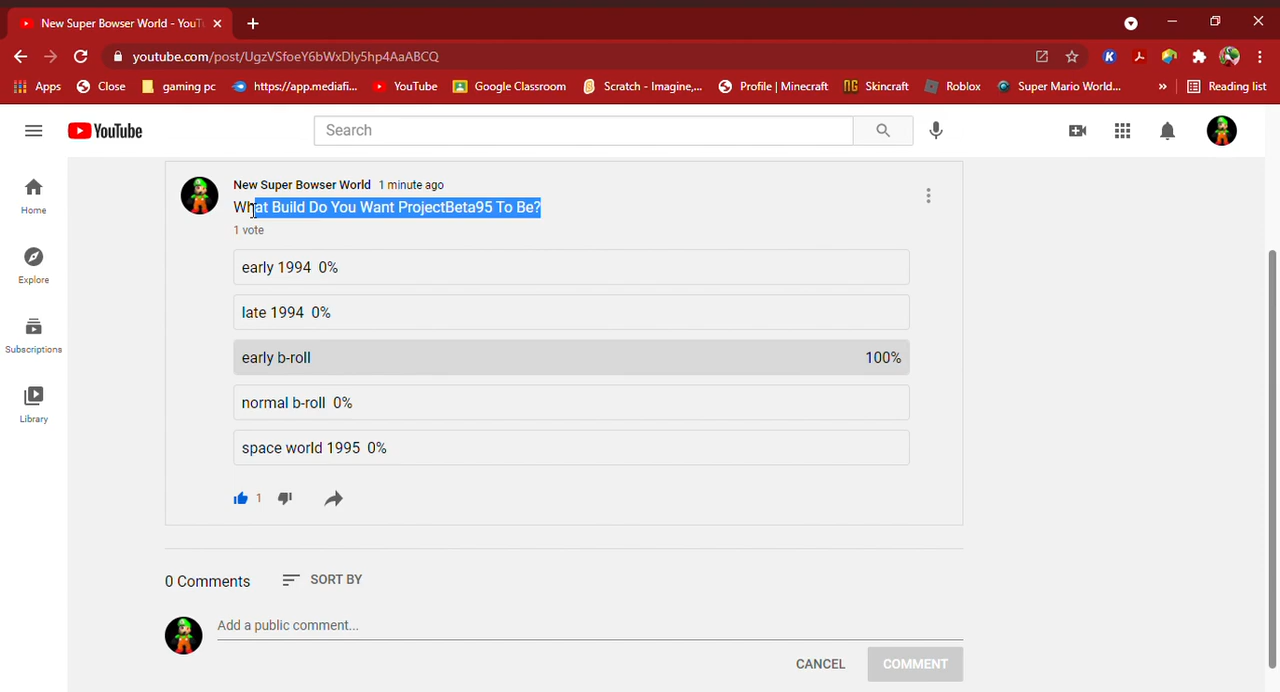 New Super Bowser World - YouT
youtube.com/post/UgzVSfoeY6bWxDIy5hp4AaABCQ
Apps Close gaming pc https://app.mediafi... YouTube Google Classroom Scratch - Imagine,... Profile | Minecraft NG Skincraft Roblox Super Mario World... » Reading list
YouTube Search
Home
Explore
Subscriptions
Library
New Super Bowser World 1 minute ago
What Build Do You Want ProjectBeta95 To Be?
1 vote
early 1994 0%
late 1994 0%
early b-roll 100%
normal b-roll 0%
space world 1995 0%
1
0 Comments SORT BY
Add a public comment...
CANCEL COMMENT